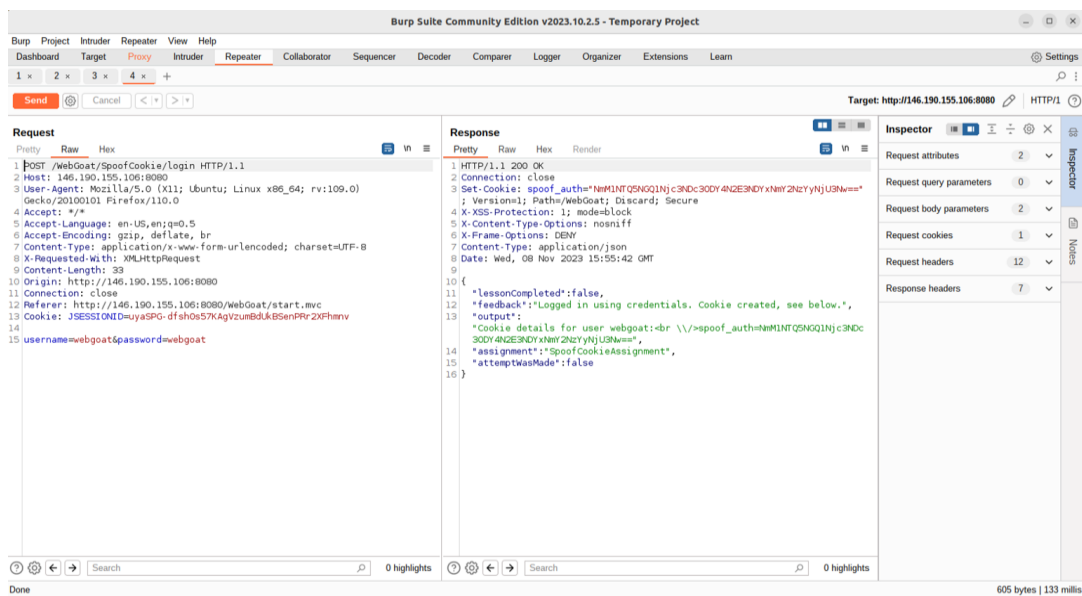 Burp Suite Community Edition v2023.10.2.5 - Temporary Project
Burp Project Intruder Repeater View Help
Dashboard Target Proxy Intruder Repeater Collaborator Sequencer Decoder Comparer Logger Organizer Extensions Learn Settings
1 × 2 × 3 × 4 × +
Send Cancel < > Target: http://146.190.155.106:8080 HTTP/1
Request
Pretty Raw Hex \n
1 POST /WebGoat/SpoofCookie/login HTTP/1.1
2 Host: 146.190.155.106:8080
3 User-Agent: Mozilla/5.0 (X11; Ubuntu; Linux x86_64; rv:109.0)
Gecko/20100101 Firefox/110.0
4 Accept: */*
5 Accept-Language: en-US,en;q=0.5
6 Accept-Encoding: gzip, deflate, br
7 Content-Type: application/x-www-form-urlencoded; charset=UTF-8
8 X-Requested-With: XMLHttpRequest
9 Content-Length: 33
10 Origin: http://146.190.155.106:8080
11 Connection: close
12 Referer: http://146.190.155.106:8080/WebGoat/start.mvc
13 Cookie: JSESSIONID=uyaSPG-dfshOs57KAgVzumBdUkBSenPRr2XFhmnv
14
15 username=webgoat&password=webgoat
Search 0 highlights
Response
Pretty Raw Hex Render \n
1 HTTP/1.1 200 OK
2 Connection: close
3 Set-Cookie: spoof_auth="NmM1NTQ5NGQ1Njc3NDc3ODY4N2E3NDYxNmY2NzYyNjU3Nw=="
; Version=1; Path=/WebGoat; Discard; Secure
4 X-XSS-Protection: 1; mode=block
5 X-Content-Type-Options: nosniff
6 X-Frame-Options: DENY
7 Content-Type: application/json
8 Date: Wed, 08 Nov 2023 15:55:42 GMT
9
10 {
11 "lessonCompleted":false,
12 "feedback":"Logged in using credentials. Cookie created, see below.",
13 "output":
"Cookie details for user webgoat:<br \\/>spoof_auth=NmM1NTQ5NGQ1Njc3NDc
3ODY4N2E3NDYxNmY2NzYyNjU3Nw==",
14 "assignment":"SpoofCookieAssignment",
15 "attemptWasMade":false
16 }
Search 0 highlights
Inspector
Request attributes 2
Request query parameters 0
Request body parameters 2
Request cookies 1
Request headers 12
Response headers 7
Inspector
Notes
Done 605 bytes | 133 millis